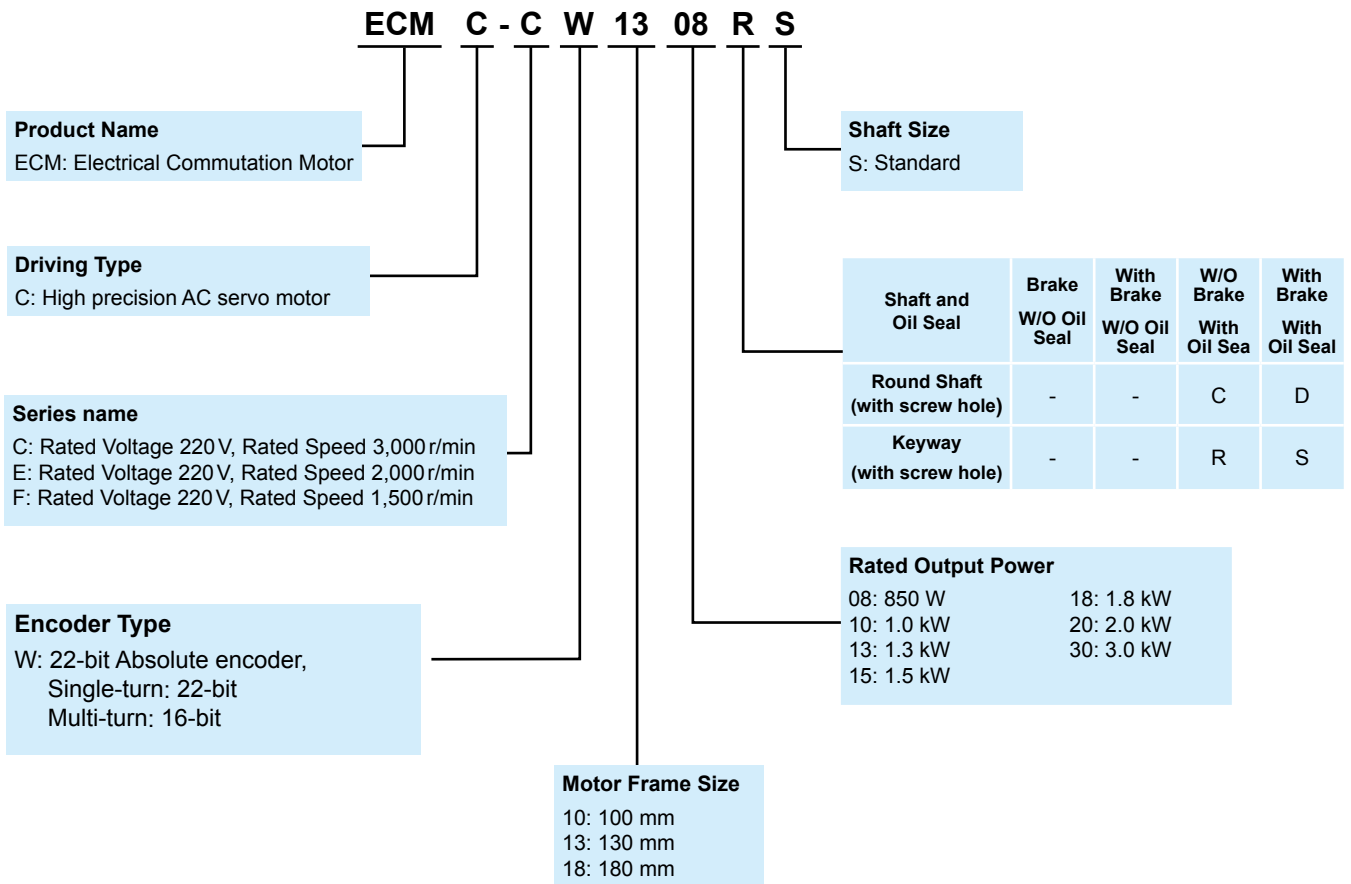 ECM C - C W 13 08 R S
Product Name
ECM: Electrical Commutation Motor
Shaft Size
S: Standard
Driving Type
C: High precision AC servo motor
Shaft and
Oil Seal
Brake
W/O Oil
Seal
With
Brake
W/O Oil
Seal
W/O
Brake
With
Oil Sea
With
Brake
With
Oil Seal
Round Shaft
(with screw hole)
- - C D
Keyway
(with screw hole)
- - R S
Series name
C: Rated Voltage 220 V, Rated Speed 3,000 r/min
E: Rated Voltage 220 V, Rated Speed 2,000 r/min
F: Rated Voltage 220 V, Rated Speed 1,500 r/min
Rated Output Power
08: 850 W
10: 1.0 kW
13: 1.3 kW
15: 1.5 kW
18: 1.8 kW
20: 2.0 kW
30: 3.0 kW
Encoder Type
W: 22-bit Absolute encoder,
Single-turn: 22-bit
Multi-turn: 16-bit
Motor Frame Size
10: 100 mm
13: 130 mm
18: 180 mm